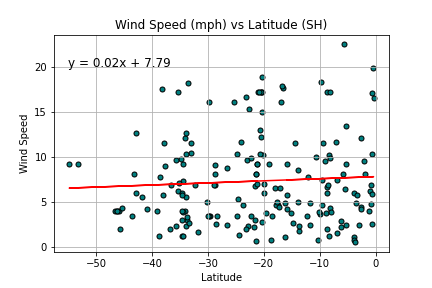 Wind Speed (mph) vs Latitude (SH)
y = 0.02x + 7.79
20
15
10
5
0
Wind Speed
−50
−40
−30
−20
−10
0
Latitude